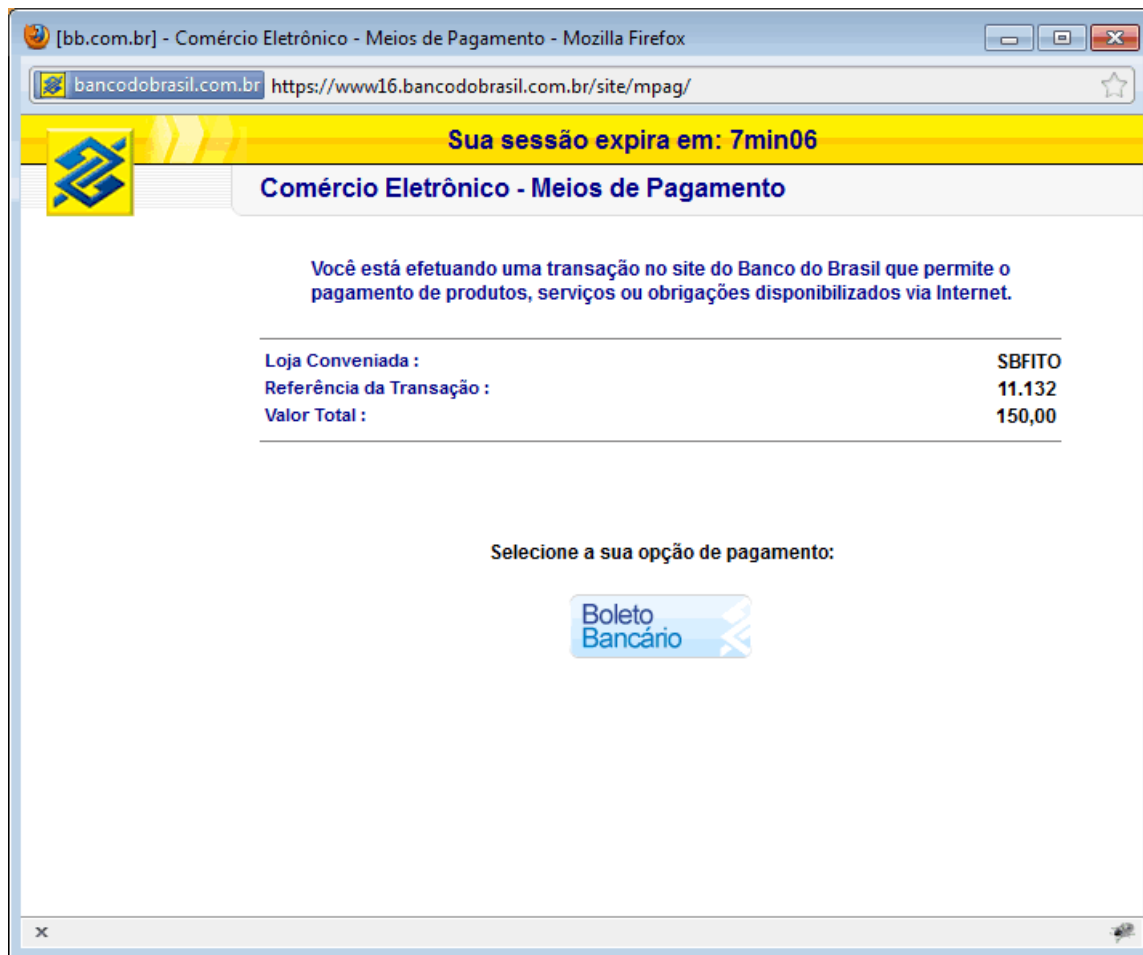 [bb.com.br] - Comércio Eletrônico - Meios de Pagamento - Mozilla Firefox
bancodobrasil.com.br https://www16.bancodobrasil.com.br/site/mpag/
Sua sessão expira em: 7min06
Comércio Eletrônico - Meios de Pagamento
Você está efetuando uma transação no site do Banco do Brasil que permite o
pagamento de produtos, serviços ou obrigações disponibilizados via Internet.
Loja Conveniada : SBFITO
Referência da Transação : 11.132
Valor Total : 150,00
Selecione a sua opção de pagamento:
Boleto
Bancário